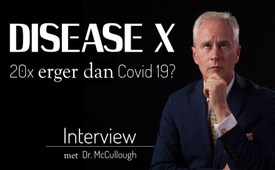 DISEASE X
20x erger dan Covid 19?
Interview
met Dr. McCullough